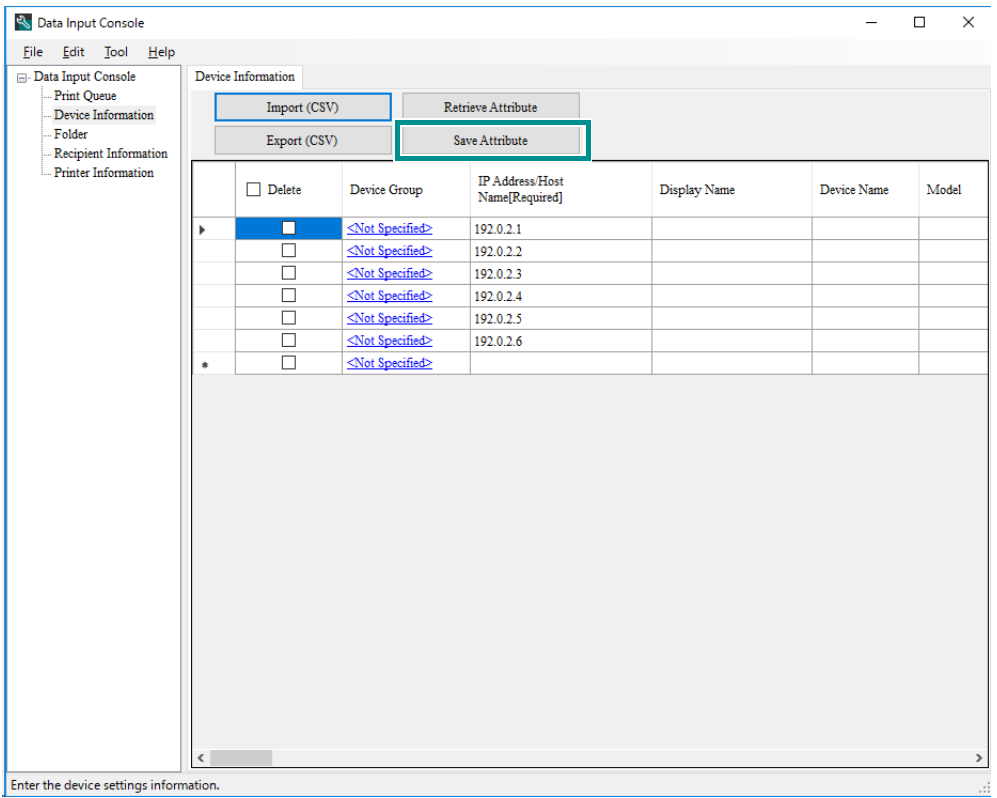 Data Input Console
File Edit Tool Help
Data Input Console
Print Queue
Device Information
Folder
Recipient Information
Printer Information
Device Information
Import (CSV) Retrieve Attribute
Export (CSV) Save Attribute
Delete Device Group IP Address/Host Name[Required] Display Name Device Name Model
<Not Specified> 192.0.2.1
<Not Specified> 192.0.2.2
<Not Specified> 192.0.2.3
<Not Specified> 192.0.2.4
<Not Specified> 192.0.2.5
<Not Specified> 192.0.2.6
<Not Specified>
Enter the device settings information.